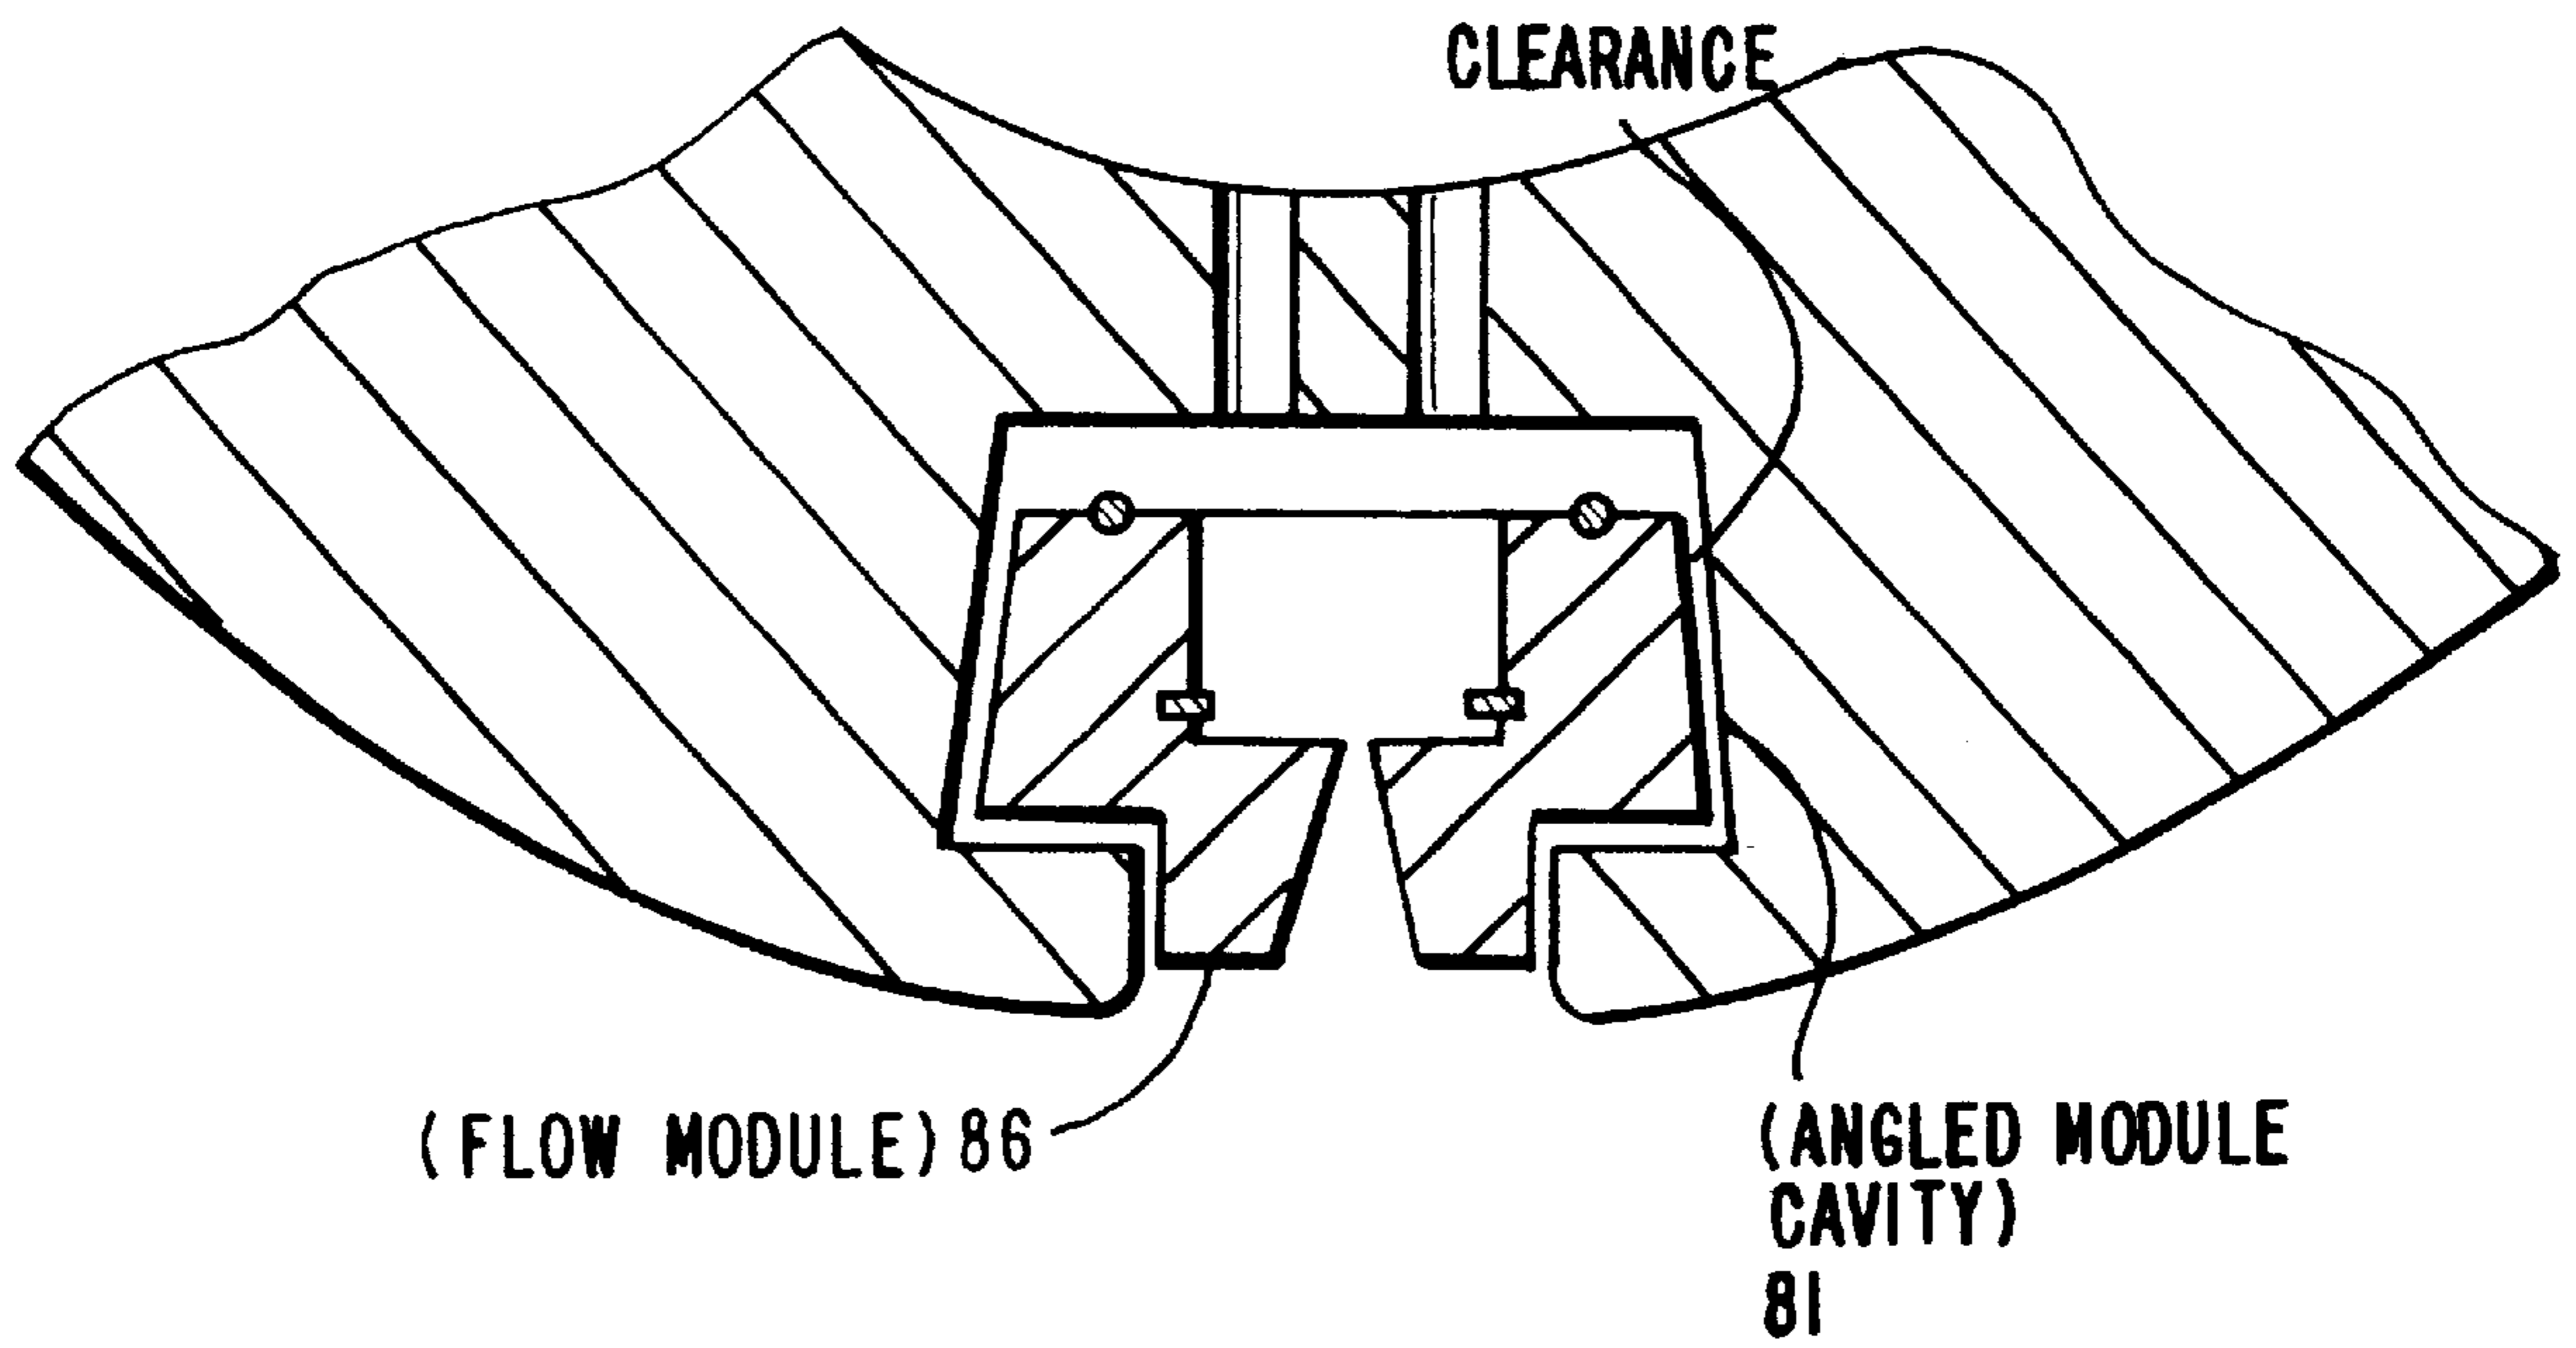 CLEARANCE
(FLOW MODULE) 86
(ANGLED MODULE
CAVITY)
81